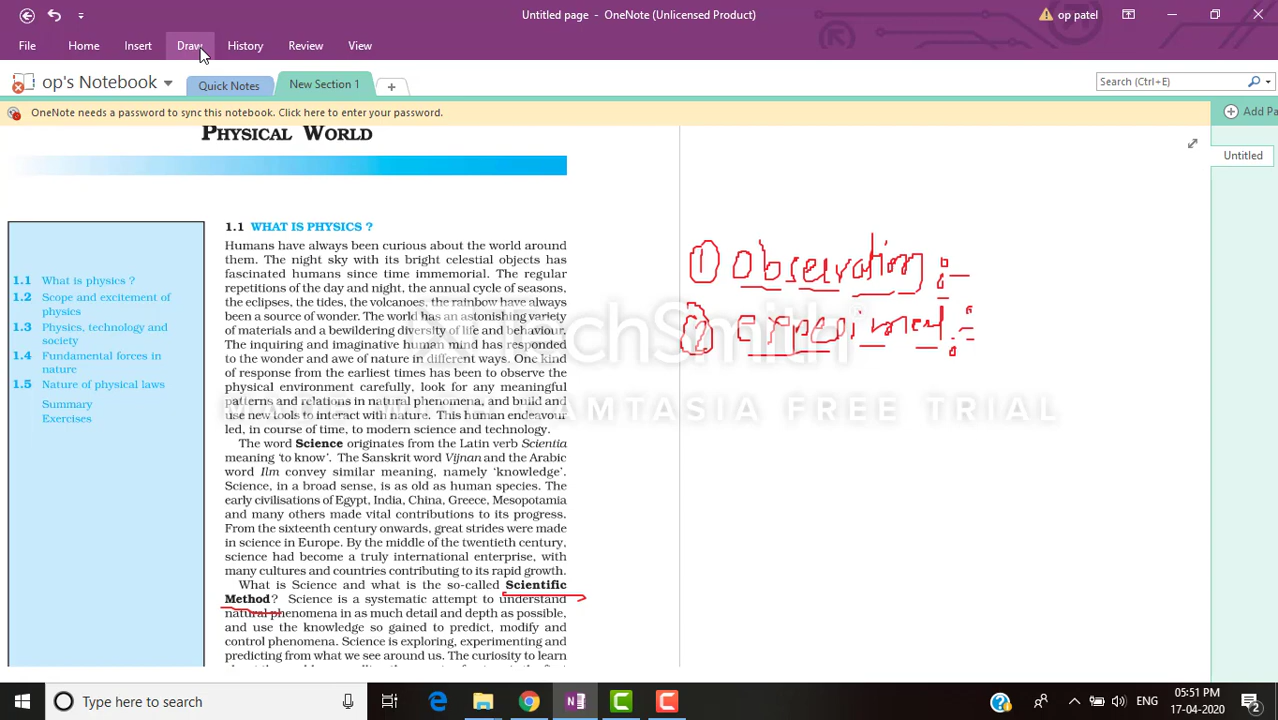 Untitled page - OneNote (Unlicensed Product)
op patel
File Home Insert Draw History Review View
op's Notebook
Quick Notes
New Section 1
Search (Ctrl+E)
OneNote needs a password to sync this notebook. Click here to enter your password.
Add Pa
Untitled
PHYSICAL WORLD
1.1 What is physics ?
1.2 Scope and excitement of
physics
1.3 Physics, technology and
society
1.4 Fundamental forces in
nature
1.5 Nature of physical laws
Summary
Exercises
1.1 WHAT IS PHYSICS ?
Humans have always been curious about the world around
them. The night sky with its bright celestial objects has
fascinated humans since time immemorial. The regular
repetitions of the day and night, the annual cycle of seasons,
the eclipses, the tides, the volcanoes, the rainbow have always
been a source of wonder. The world has an astonishing variety
of materials and a bewildering diversity of life and behaviour.
The inquiring and imaginative human mind has responded
to the wonder and awe of nature in different ways. One kind
of response from the earliest times has been to observe the
physical environment carefully, look for any meaningful
patterns and relations in natural phenomena, and build and
use new tools to interact with nature. This human endeavour
led, in course of time, to modern science and technology.
The word Science originates from the Latin verb Scientia
meaning 'to know'. The Sanskrit word Vijnan and the Arabic
word Ilm convey similar meaning, namely 'knowledge'.
Science, in a broad sense, is as old as human species. The
early civilisations of Egypt, India, China, Greece, Mesopotamia
and many others made vital contributions to its progress.
From the sixteenth century onwards, great strides were made
in science in Europe. By the middle of the twentieth century,
science had become a truly international enterprise, with
many cultures and countries contributing to its rapid growth.
What is Science and what is the so-called Scientific
Method? Science is a systematic attempt to understand
natural phenomena in as much detail and depth as possible,
and use the knowledge so gained to predict, modify and
control phenomena. Science is exploring, experimenting and
predicting from what we see around us. The curiosity to learn
① Observation :-
② experiment :-
TechSmith
MADE WITH CAMTASIA FREE TRIAL
Type here to search
ENG
05:51 PM
17-04-2020
2